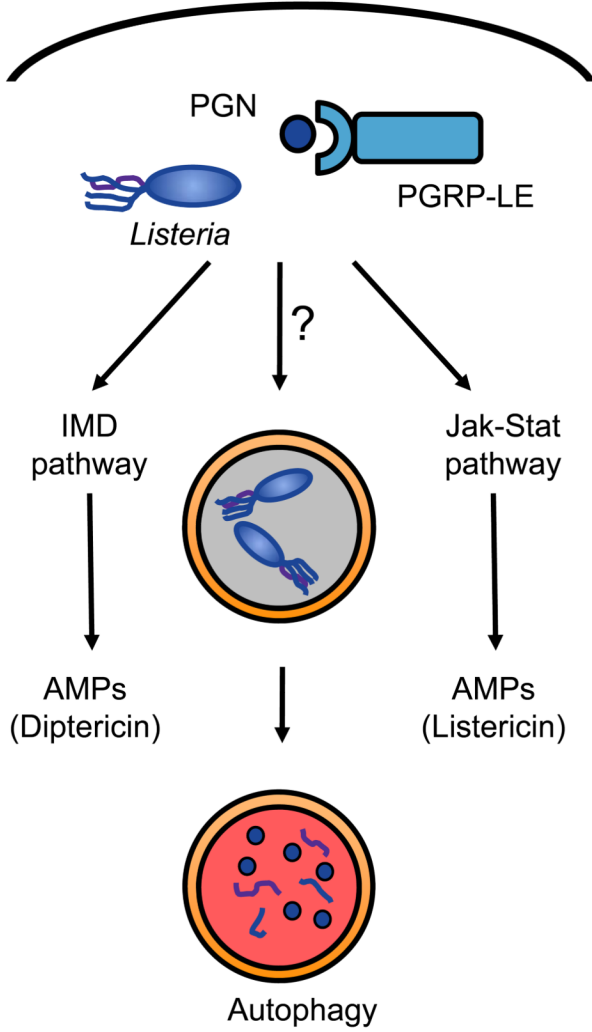 PGN
PGRP-LE
Listeria
?
IMD
pathway
Jak-Stat
pathway
AMPs
(Diptericin)
AMPs
(Listericin)
Autophagy